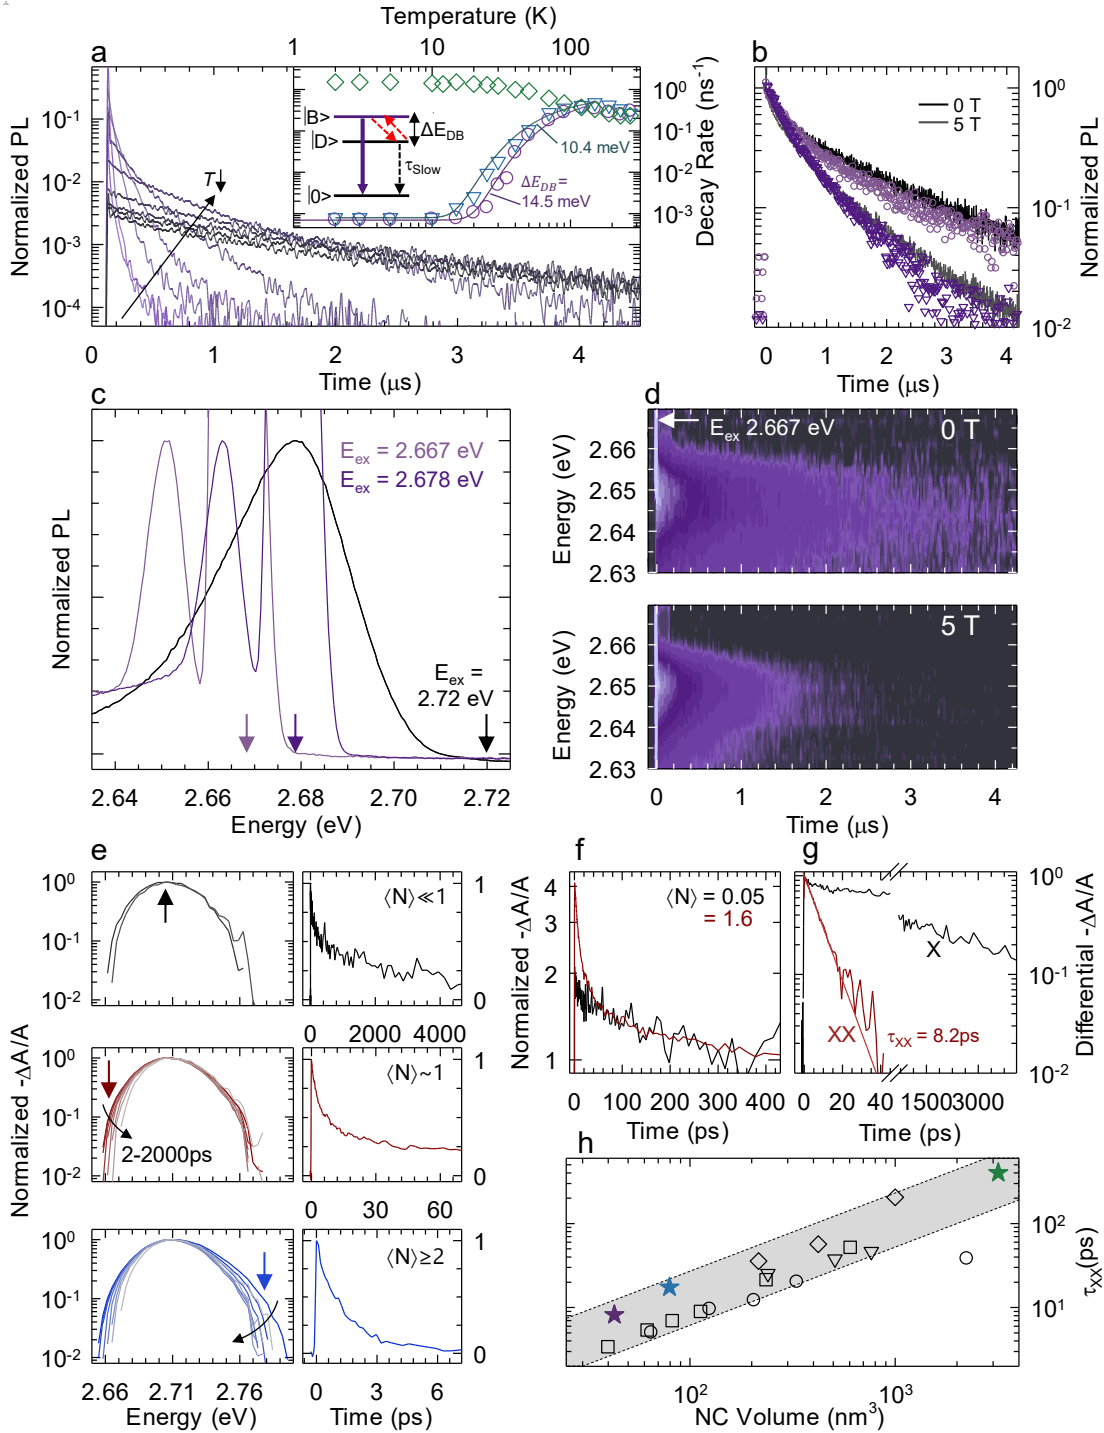 Temperature (K)
1 10 100
a
Normalized PL
10⁻¹
10⁻²
10⁻³
10⁻⁴
T
|B>
|D>
|0>
ΔE_DB
τ_Slow
10.4 meV
ΔE_DB =
14.5 meV
10⁰
10⁻¹
10⁻²
10⁻³
Decay Rate (ns⁻¹)
0 1 2 3 4
Time (μs)
b
0 T
5 T
10⁰
10⁻¹
10⁻²
Normalized PL
0 1 2 3 4
Time (μs)
c
Normalized PL
E_ex = 2.667 eV
E_ex = 2.678 eV
E_ex =
2.72 eV
2.64 2.66 2.68 2.70 2.72
Energy (eV)
d
E_ex 2.667 eV
0 T
Energy (eV)
2.66
2.65
2.64
2.63
5 T
Energy (eV)
2.66
2.65
2.64
2.63
0 1 2 3 4
Time (μs)
e
Normalized -ΔA/A
10⁰
10⁻¹
10⁻²
⟨N⟩≪1
1
0
0 2000 4000
10⁰
10⁻¹
10⁻²
2-2000ps
⟨N⟩~1
1
0
0 30 60
10⁰
10⁻¹
10⁻²
⟨N⟩≥2
1
0
2.66 2.71 2.76
Energy (eV)
0 3 6
Time (ps)
f
Normalized -ΔA/A
4
3
2
1
⟨N⟩ = 0.05
= 1.6
0 100 200 300 400
Time (ps)
g
X
XX
τ_XX = 8.2ps
10⁰
10⁻¹
10⁻²
Differential -ΔA/A
0 20 40 1500 3000
Time (ps)
h
10²
10¹
τ_XX(ps)
10² 10³
NC Volume (nm³)